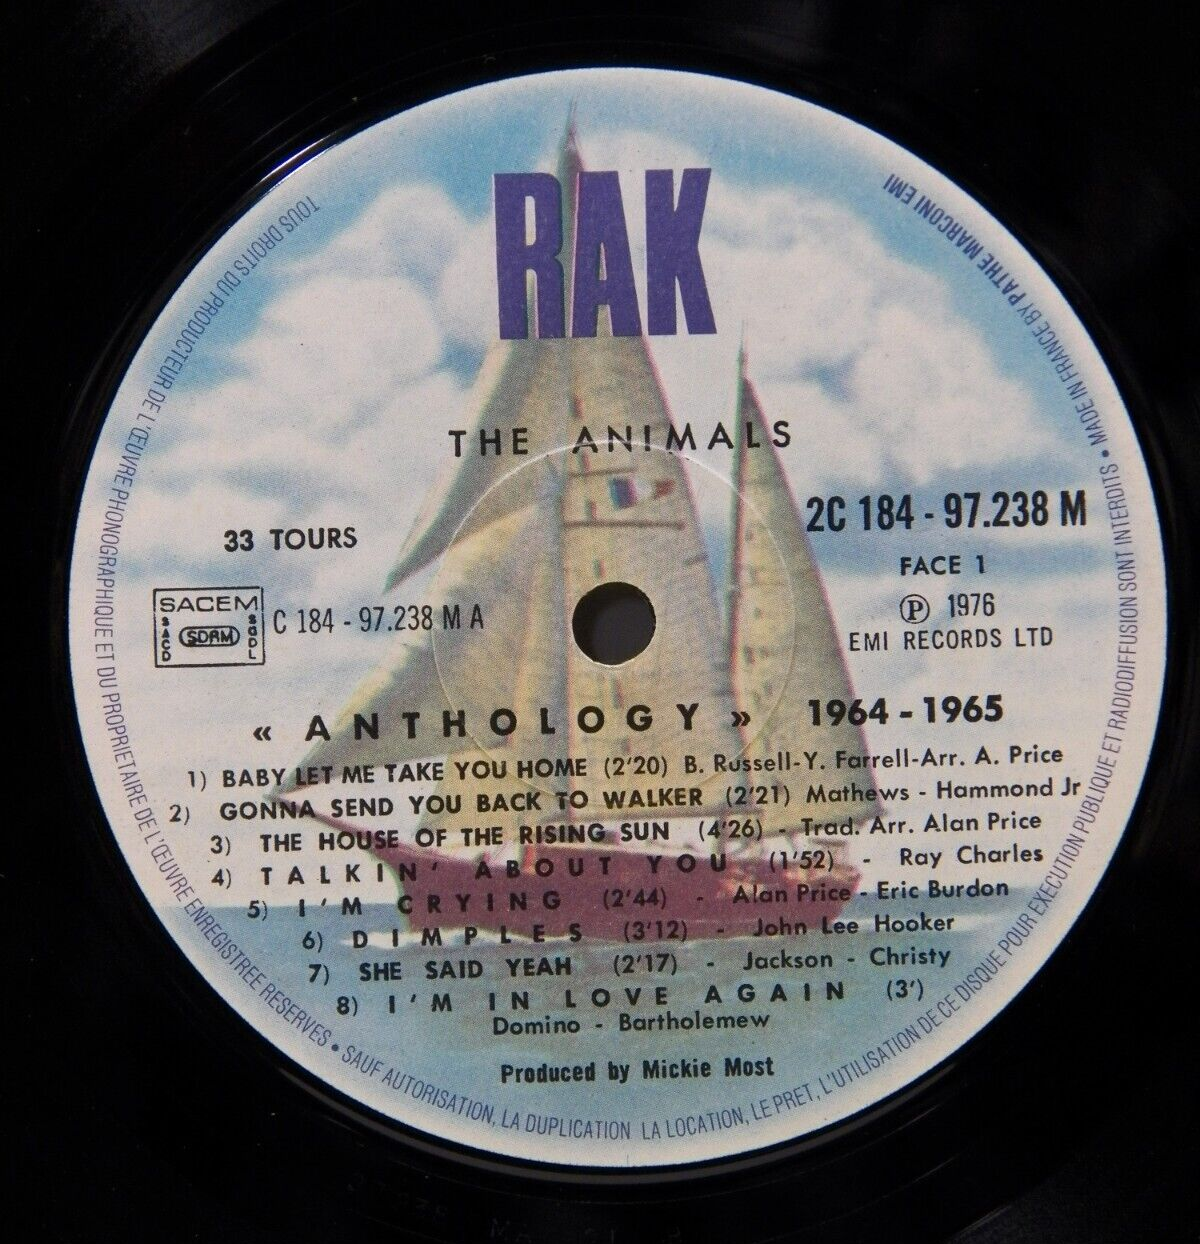 RAK
THE ANIMALS
33 TOURS
2C 184 - 97.238 M
FACE 1
SACEM
SACD
SDRM
SGDL
C 184 - 97.238 M A
Ⓟ 1976
EMI RECORDS LTD
« ANTHOLOGY » 1964 - 1965
1) BABY LET ME TAKE YOU HOME (2'20) B. Russell-Y. Farrell-Arr. A. Price
2) GONNA SEND YOU BACK TO WALKER (2'21) Mathews - Hammond Jr
3) THE HOUSE OF THE RISING SUN (4'26) - Trad. Arr. Alan Price
4) TALKIN' ABOUT YOU (1'52) - Ray Charles
5) I'M CRYING (2'44) - Alan Price - Eric Burdon
6) DIMPLES (3'12) - John Lee Hooker
7) SHE SAID YEAH (2'17) - Jackson - Christy
8) I'M IN LOVE AGAIN (3')
Domino - Bartholemew
Produced by Mickie Most
TOUS DROITS DU PRODUCTEUR DE L'ŒUVRE PHONOGRAPHIQUE ET DU PROPRIETAIRE DE L'ŒUVRE ENREGISTREE RESERVES • SAUF AUTORISATION, LA DUPLICATION LA LOCATION, LE PRET, L'UTILISATION DE CE DISQUE POUR EXECUTION PUBLIQUE ET RADIODIFFUSION SONT INTERDITS • MADE IN FRANCE BY PATHE MARCONI EMI